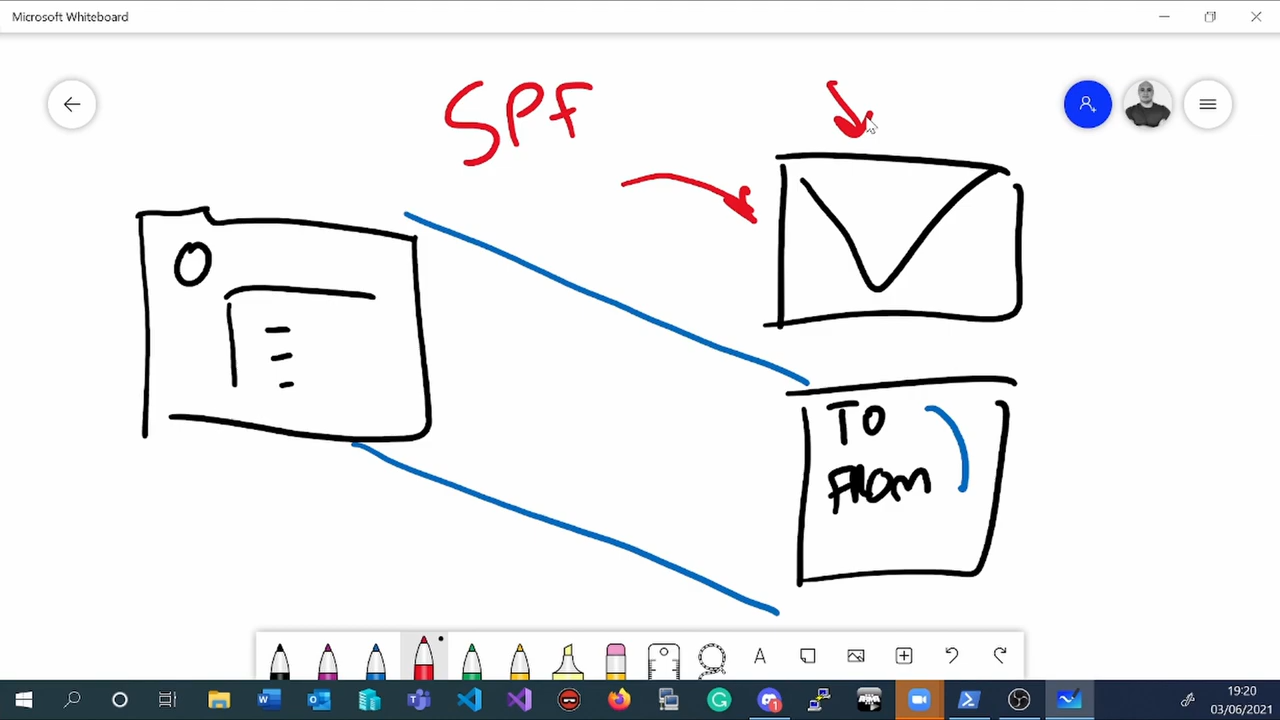 Microsoft Whiteboard
SPF
O
TO
FROM
A
19:20
03/06/2021